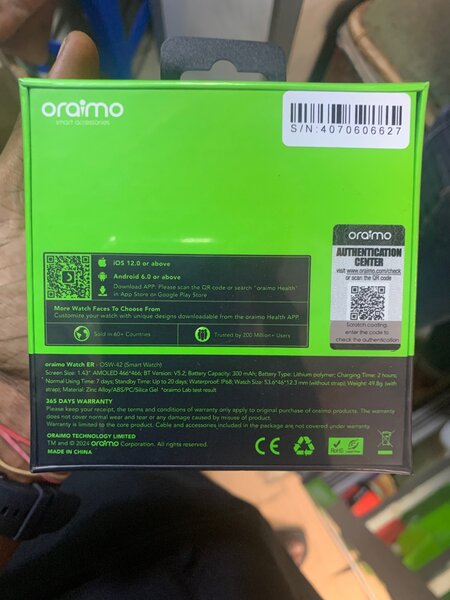 oraimo
smart accessories
S/N:4070606627
oraimo
AUTHENTICATION
CENTER
visit www.oraimo.com/check
or scan the QR code
Scratch coating,
enter the code to
check the authentication
iOS 12.0 or above
Android 6.0 or above
Download APP: Please scan the QR code or search "oraimo Health"
in App Store or Google Play Store
More Watch Faces To Choose From
Customize your watch with unique designs downloadable from the oraimo Health APP.
Sold in 60+ Countries
Trusted by 200 Million+ Users
oraimo Watch ER - OSW-42 (Smart Watch)
Screen Size: 1.43" AMOLED 466*466; BT Version: V5.2; Battery Capacity: 300 mAh; Battery Type: Lithium polymer; Charging Time: 2 hours;
Normal Using Time: 7 days; Standby Time: Up to 20 days; Waterproof: IP68; Watch Size: 53.6*46*12.3 mm (without strap); Weight: 49.8g (with
strap); Material: Zinc Alloy/ABS/PC/Silica Gel *oraimo Lab test result
365 DAYS WARRANTY
Please keep your receipt, the terms and conditions of warranty only apply to original purchase of oraimo products. The warranty
does not cover normal wear and tear or any damage caused by misuse of product.
Warranty is limited to the core product. Cable and accessories included in the package are not covered under warranty.
ORAIMO TECHNOLOGY LIMITED
TM and © 2024 oraimo Corporation. All rights reserved.
MADE IN CHINA
CE
RoHS